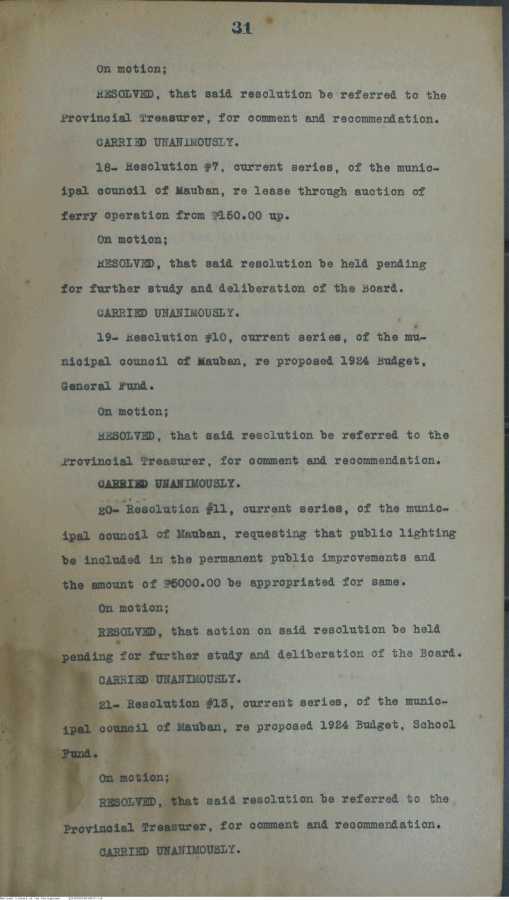 31
On motion;
RESOLVED, that said resolution be referred to the
Provincial Treasurer, for comment and recommendation.
CARRIED UNANIMOUSLY.
18- Resolution #7, current series, of the munic-
ipal council of Mauban, re lease through auction of
ferry operation from ₱150.00 up.
On motion;
RESOLVED, that said resolution be held pending
for further study and deliberation of the Board.
CARRIED UNANIMOUSLY.
19- Resolution #10, current series, of the mu-
nicipal council of Mauban, re proposed 1924 Budget,
General Fund.
On motion;
RESOLVED, that said resolution be referred to the
Provincial Treasurer, for comment and recommendation.
CARRIED UNANIMOUSLY.
20- Resolution #11, current series, of the munic-
ipal council of Mauban, requesting that public lighting
be included in the permanent public improvements and
the amount of ₱5000.00 be appropriated for same.
On motion;
RESOLVED, that action on said resolution be held
pending for further study and deliberation of the Board.
CARRIED UNANIMOUSLY.
21- Resolution #13, current series, of the munic-
ipal council of Mauban, re proposed 1924 Budget, School
Fund.
On motion;
RESOLVED, that said resolution be referred to the
Provincial Treasurer, for comment and recommendation.
CARRIED UNANIMOUSLY.